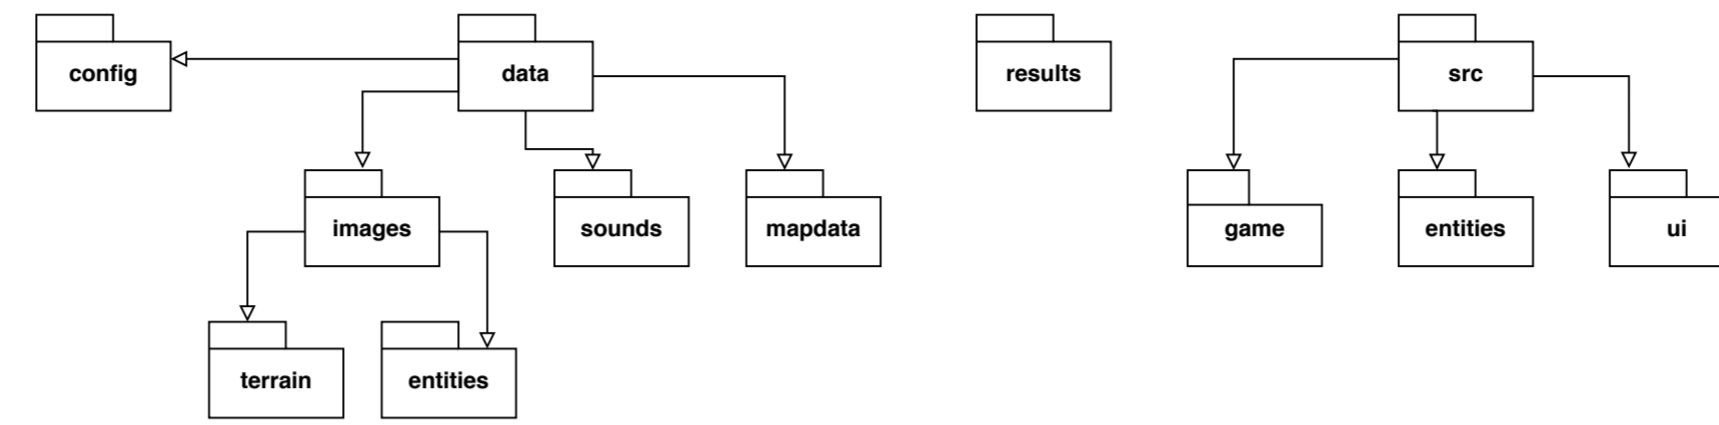 config
data
results
src
images
sounds
mapdata
game
entities
ui
terrain
entities